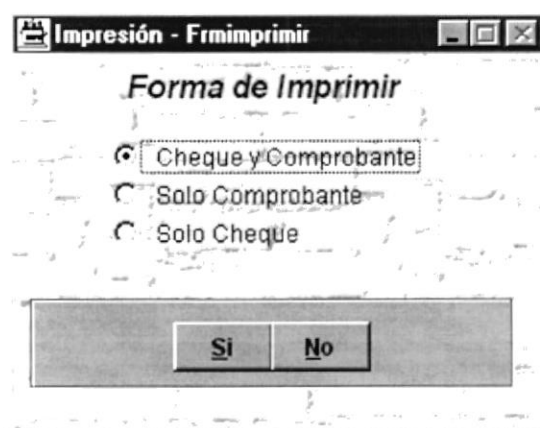 Impresión - Frmimprimir
Forma de Imprimir
Cheque y Comprobante
Solo Comprobante
Solo Cheque
Si No